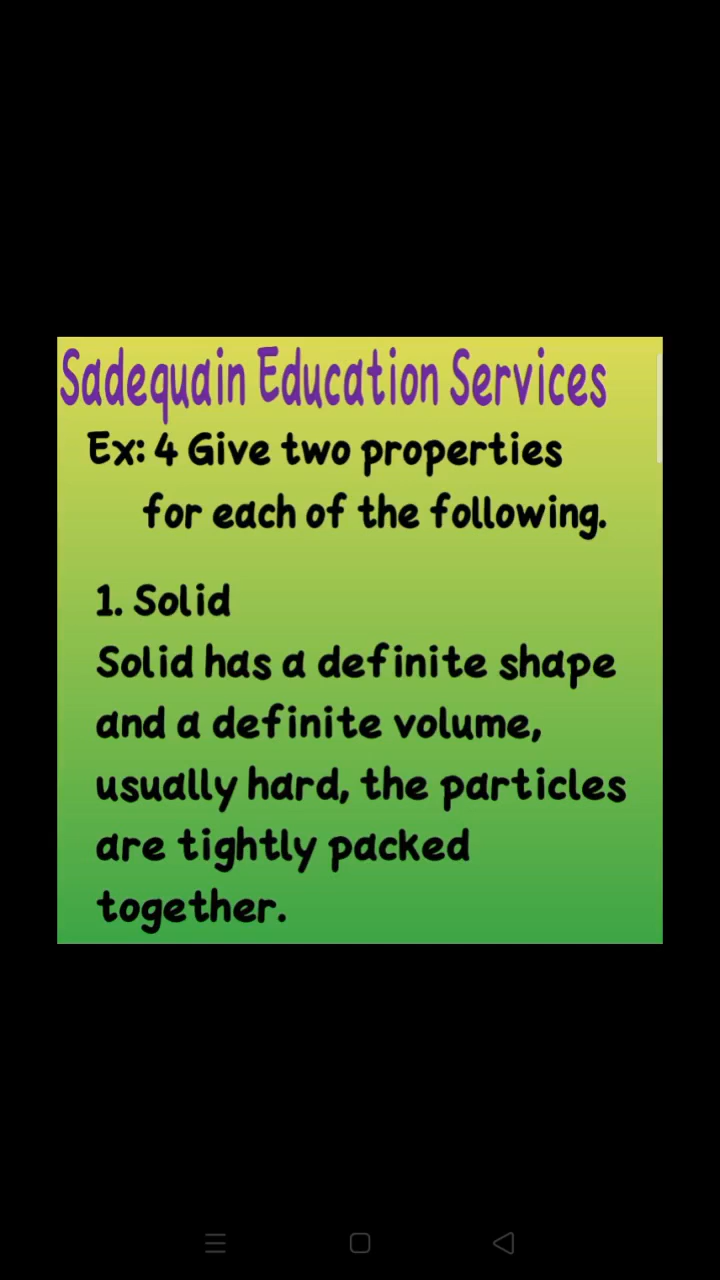 Sadequain Education Services
Ex: 4 Give two properties
for each of the following.
1. Solid
Solid has a definite shape
and a definite volume,
usually hard, the particles
are tightly packed
together.